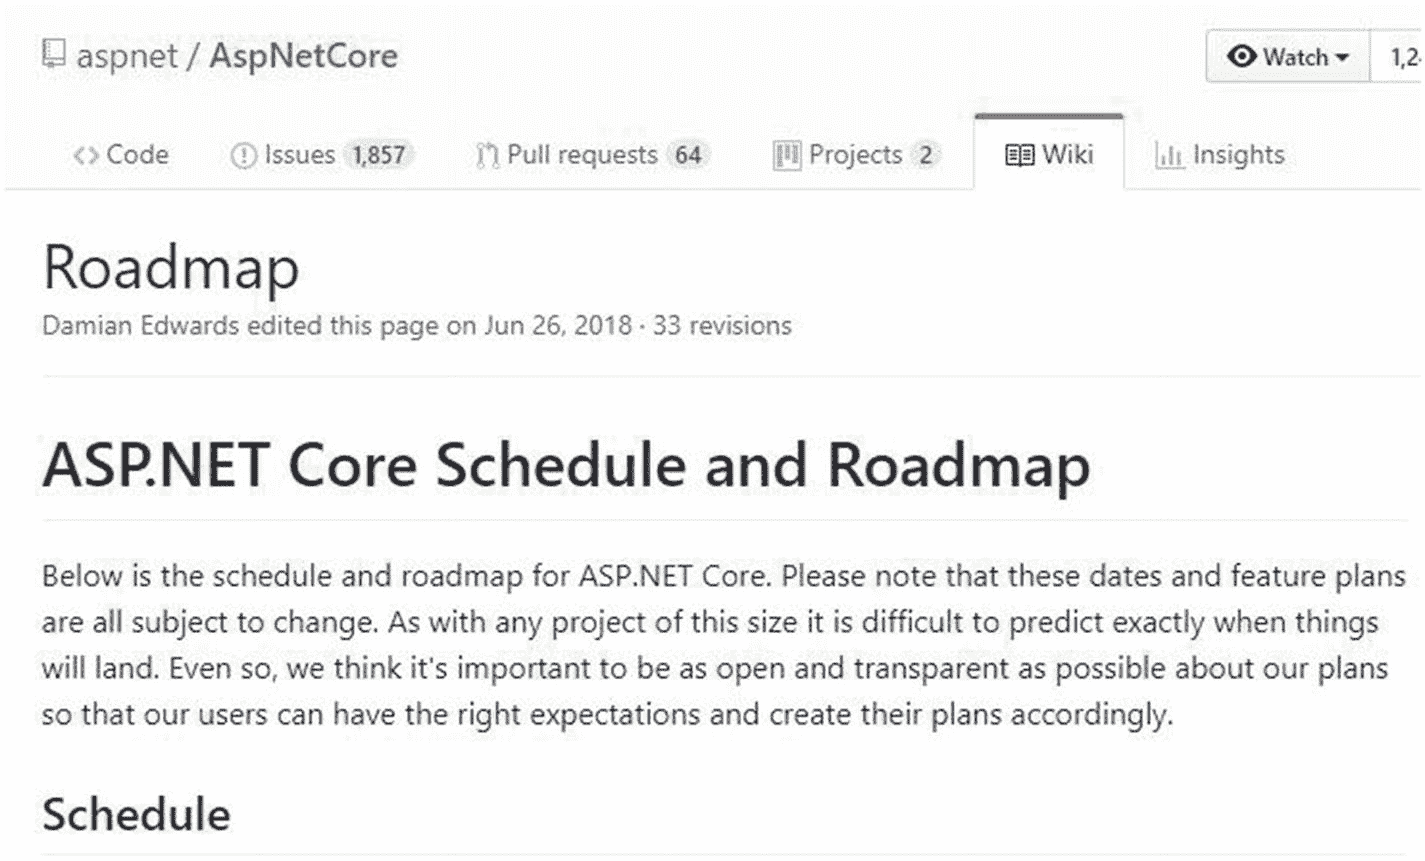 aspnet / AspNetCore
Watch
Code Issues 1,857 Pull requests 64 Projects 2 Wiki Insights
Roadmap
Damian Edwards edited this page on Jun 26, 2018 · 33 revisions
ASP.NET Core Schedule and Roadmap
Below is the schedule and roadmap for ASP.NET Core. Please note that these dates and feature plans
are all subject to change. As with any project of this size it is difficult to predict exactly when things
will land. Even so, we think it's important to be as open and transparent as possible about our plans
so that our users can have the right expectations and create their plans accordingly.
Schedule